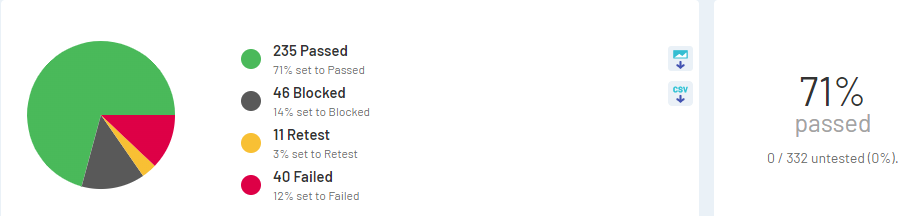 235 Passed
71% set to Passed
46 Blocked
14% set to Blocked
11 Retest
3% set to Retest
40 Failed
12% set to Failed
CSV
71%
passed
0 / 332 untested (0%).